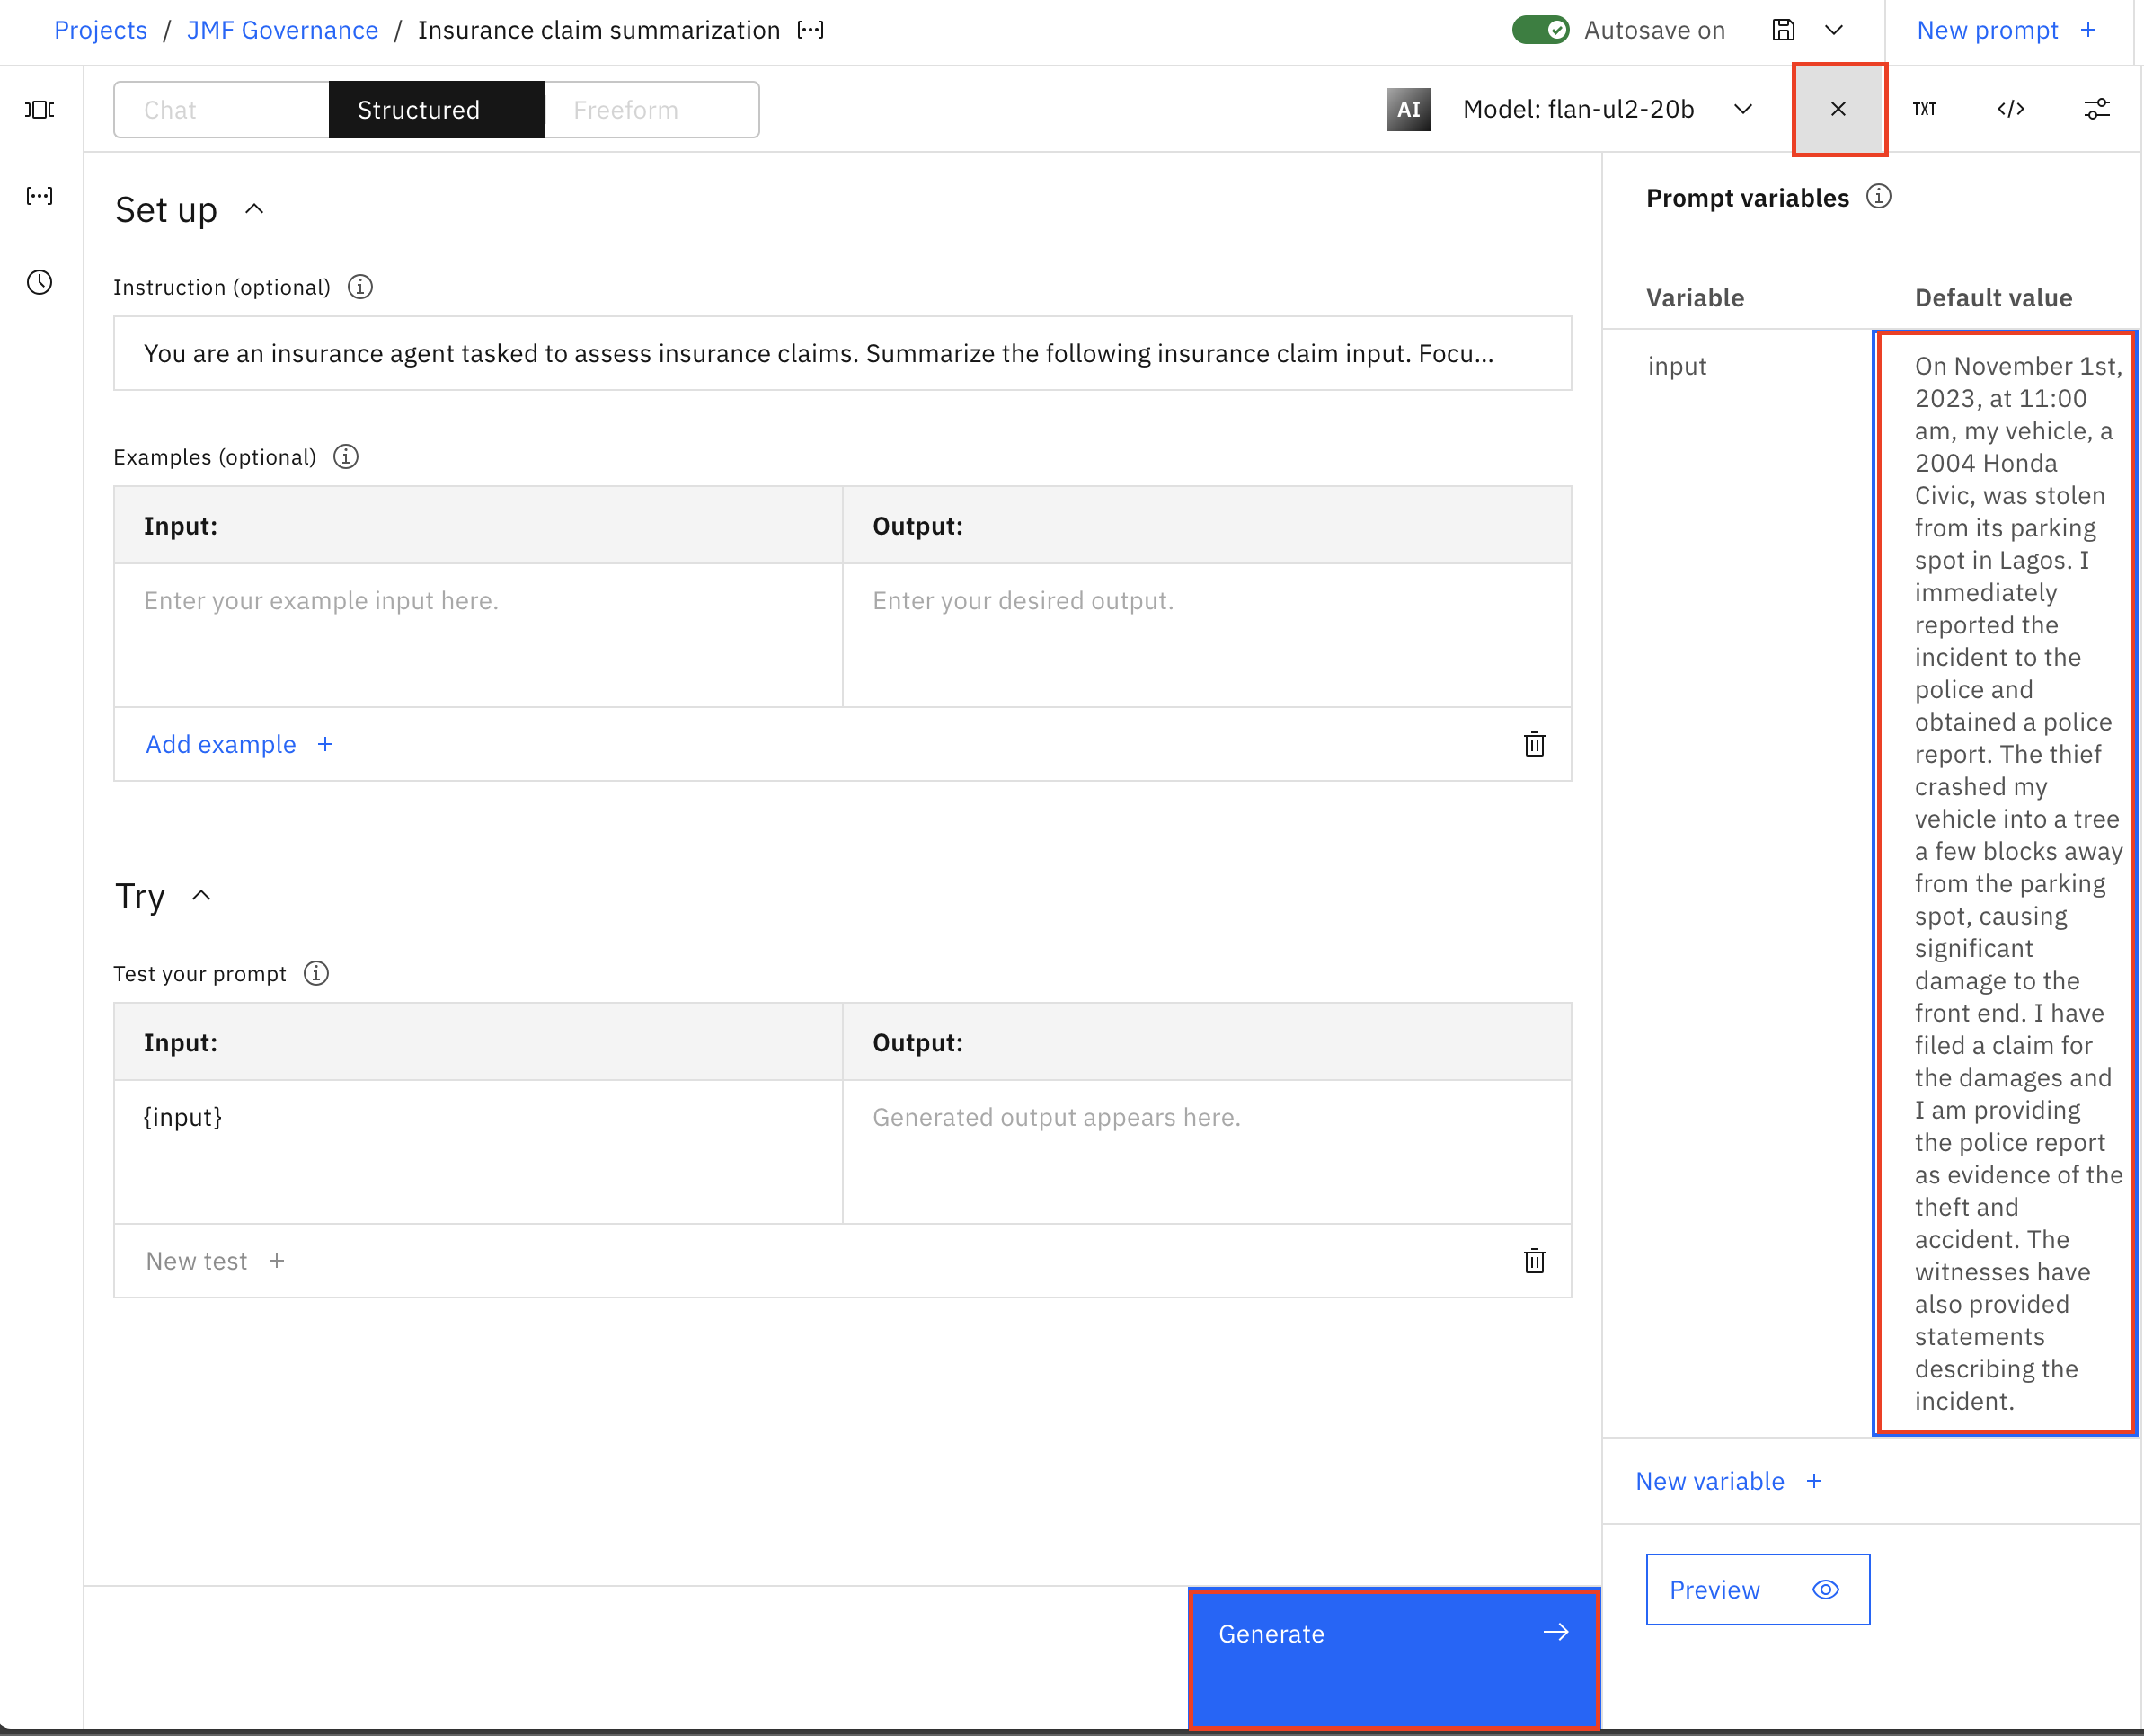 Projects / JMF Governance / Insurance claim summarization
Autosave on
New prompt +
Chat
Structured
Freeform
AI
Model: flan-ul2-20b
TXT
</>
Set up
Instruction (optional)
You are an insurance agent tasked to assess insurance claims. Summarize the following insurance claim input. Focu...
Examples (optional)
Input:
Output:
Enter your example input here.
Enter your desired output.
Add example +
Try
Test your prompt
Input:
Output:
{input}
Generated output appears here.
New test +
Generate
Prompt variables
Variable
Default value
input
On November 1st,
2023, at 11:00
am, my vehicle, a
2004 Honda
Civic, was stolen
from its parking
spot in Lagos. I
immediately
reported the
incident to the
police and
obtained a police
report. The thief
crashed my
vehicle into a tree
a few blocks away
from the parking
spot, causing
significant
damage to the
front end. I have
filed a claim for
the damages and
I am providing
the police report
as evidence of the
theft and
accident. The
witnesses have
also provided
statements
describing the
incident.
New variable +
Preview